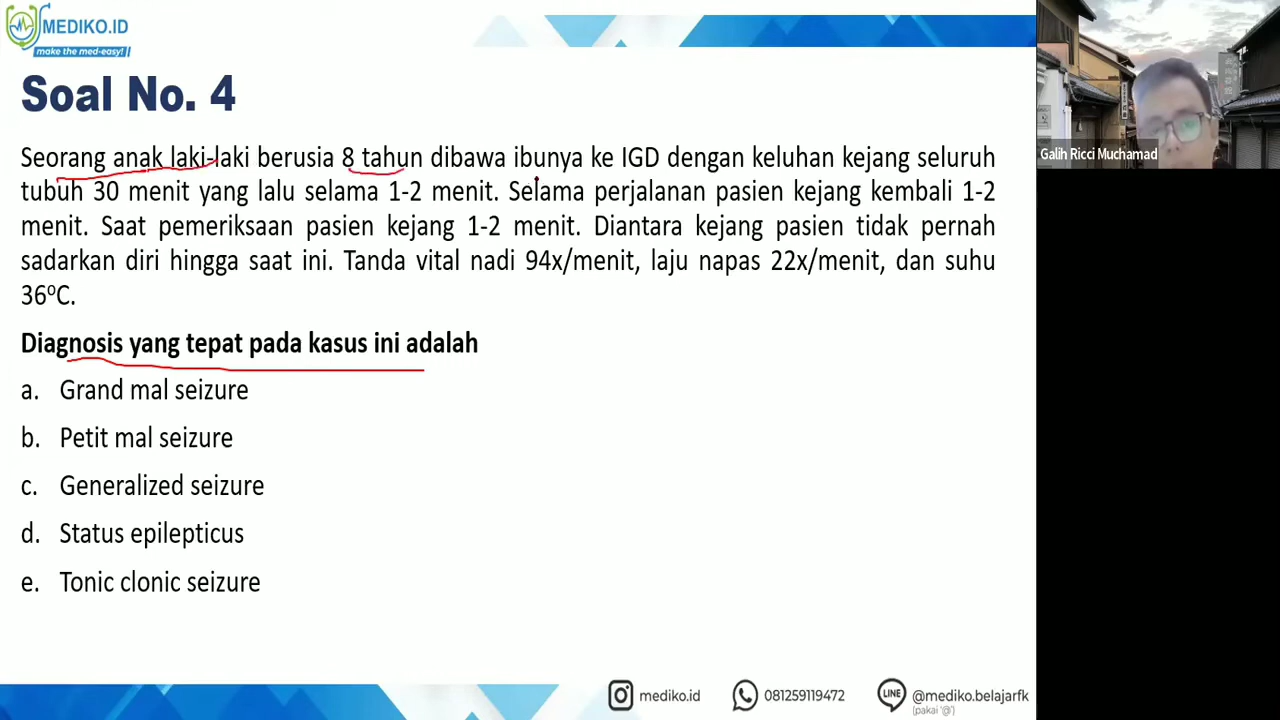 MEDIKO.ID
make the med-easy!
Soal No. 4
Galih Ricci Muchamad
Seorang anak laki-laki berusia 8 tahun dibawa ibunya ke IGD dengan keluhan kejang seluruh
tubuh 30 menit yang lalu selama 1-2 menit. Selama perjalanan pasien kejang kembali 1-2
menit. Saat pemeriksaan pasien kejang 1-2 menit. Diantara kejang pasien tidak pernah
sadarkan diri hingga saat ini. Tanda vital nadi 94x/menit, laju napas 22x/menit, dan suhu
36⁰C.
Diagnosis yang tepat pada kasus ini adalah
a. Grand mal seizure
b. Petit mal seizure
c. Generalized seizure
d. Status epilepticus
e. Tonic clonic seizure
mediko.id
081259119472
LINE
@mediko.belajarfk
(pakai '@')